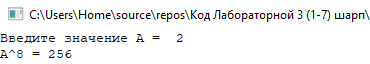 C:\Users\Home\source\repos\Код Лабораторной 3 (1-7) шарп\
Введите значение A =  2
A^8 = 256